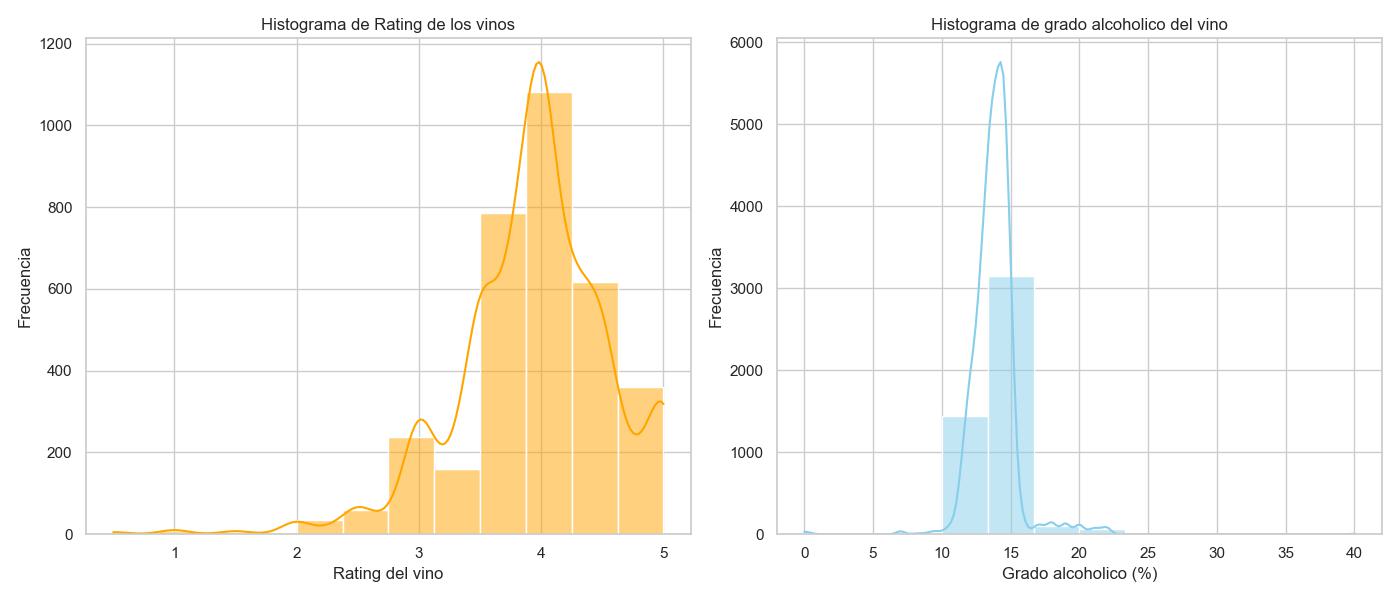 Histograma de Rating de los vinos
1200
1000
800
600
400
200
0
Frecuencia
1 2 3 4 5
Rating del vino
Histograma de grado alcoholico del vino
6000
5000
4000
3000
2000
1000
0
Frecuencia
0 5 10 15 20 25 30 35 40
Grado alcoholico (%)